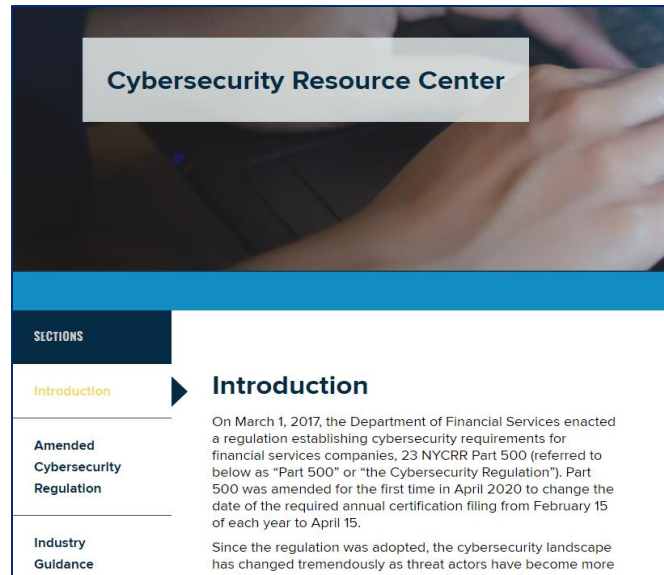 Cybersecurity Resource Center
SECTIONS
Introduction
Amended
Cybersecurity
Regulation
Industry
Guidance
Introduction
On March 1, 2017, the Department of Financial Services enacted
a regulation establishing cybersecurity requirements for
financial services companies, 23 NYCRR Part 500 (referred to
below as “Part 500” or “the Cybersecurity Regulation”). Part
500 was amended for the first time in April 2020 to change the
date of the required annual certification filing from February 15
of each year to April 15.
Since the regulation was adopted, the cybersecurity landscape
has changed tremendously as threat actors have become more